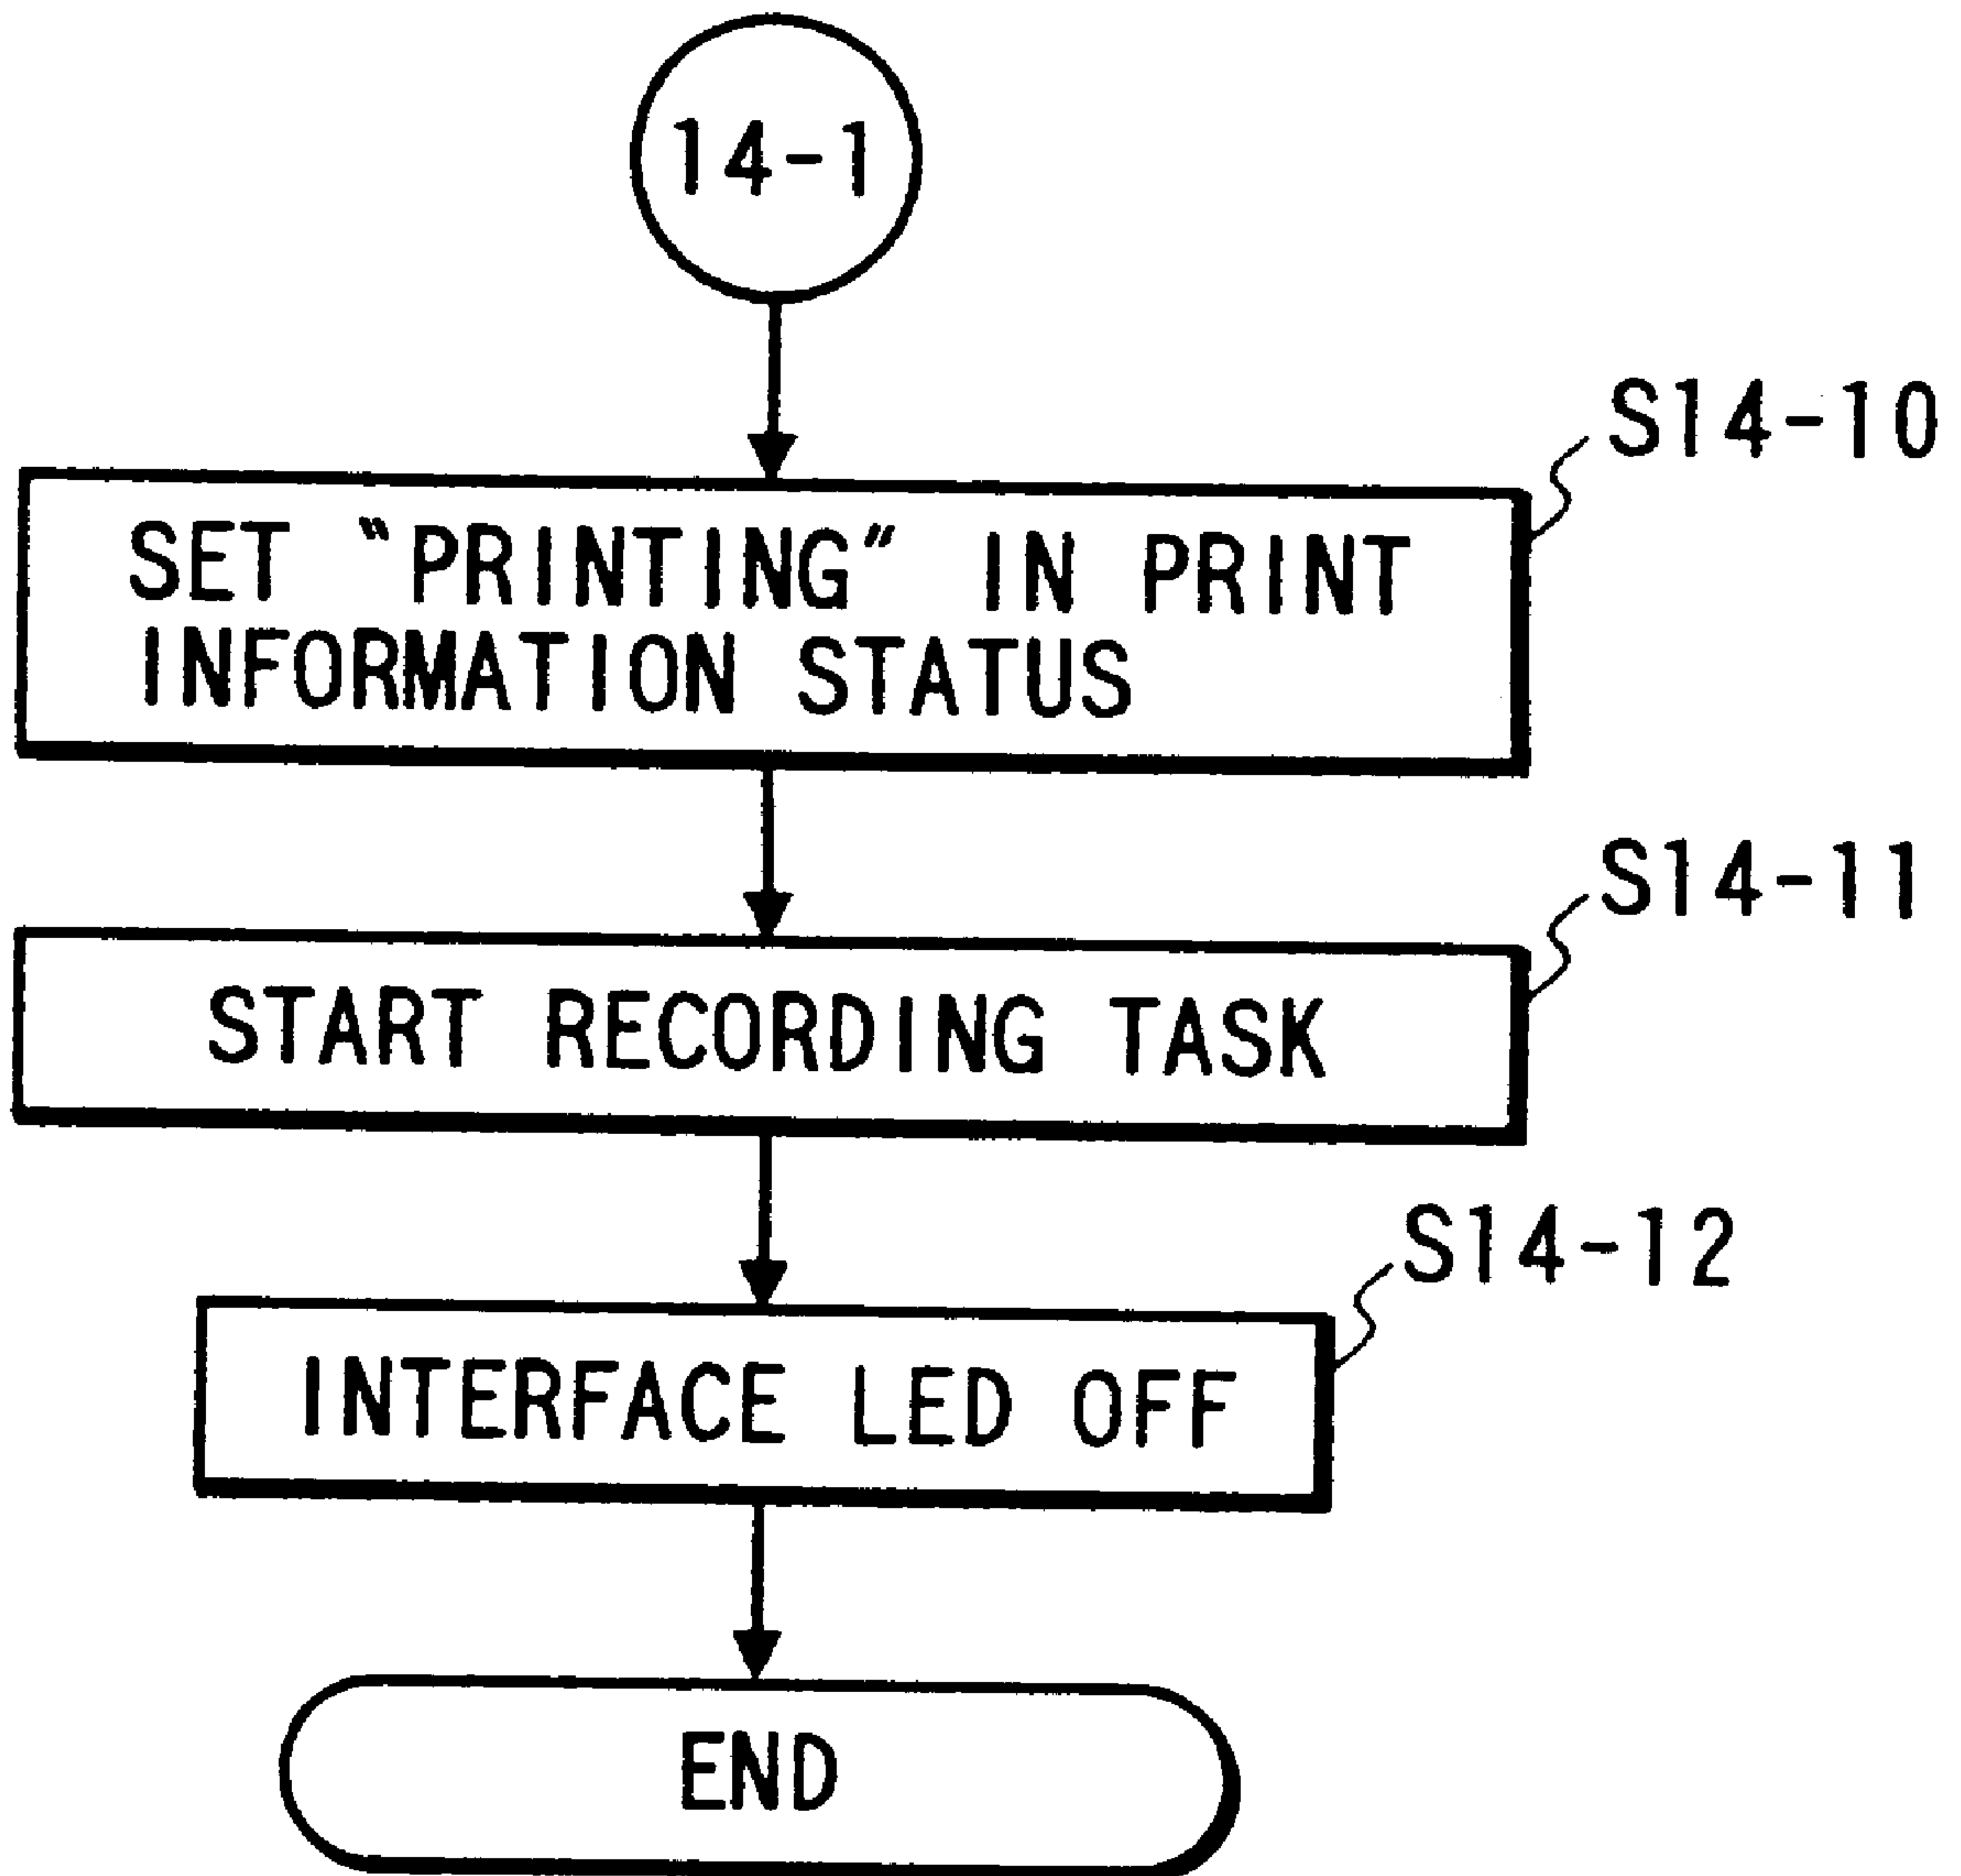 14-1
S14-10
SET “PRINTING” IN PRINT
INFORMATION STATUS
S14-11
START RECORDING TASK
S14-12
INTERFACE LED OFF
END